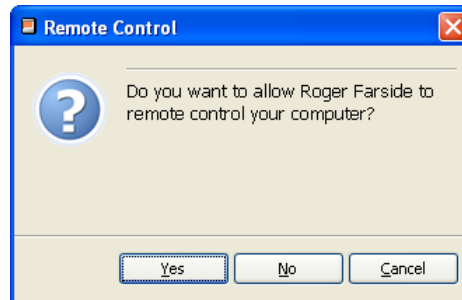 Remote Control
Do you want to allow Roger Farside to
remote control your computer?
Yes
No
Cancel